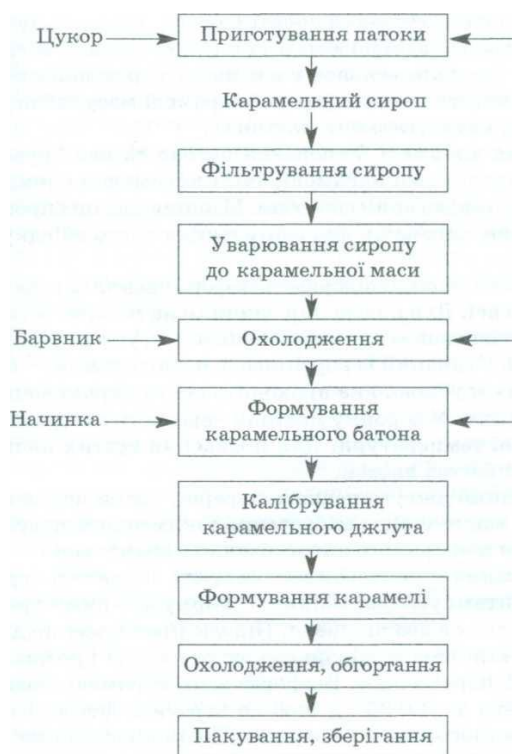 Цукор
Приготування патоки
Карамельний сироп
Фільтрування сиропу
Уварювання сиропу
до карамельної маси
Барвник
Охолодження
Начинка
Формування
карамельного батона
Калібрування
карамельного джгута
Формування карамелі
Охолодження, обгортання
Пакування, зберігання